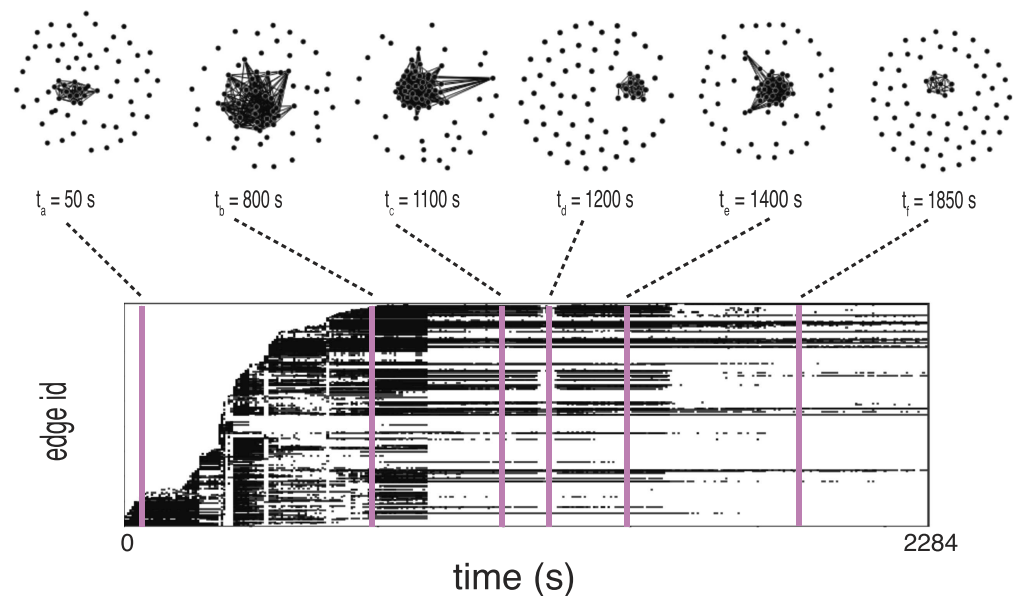 t_a = 50 s
t_b = 800 s
t_c = 1100 s
t_d = 1200 s
t_e = 1400 s
t_f = 1850 s
edge id
0
2284
time (s)